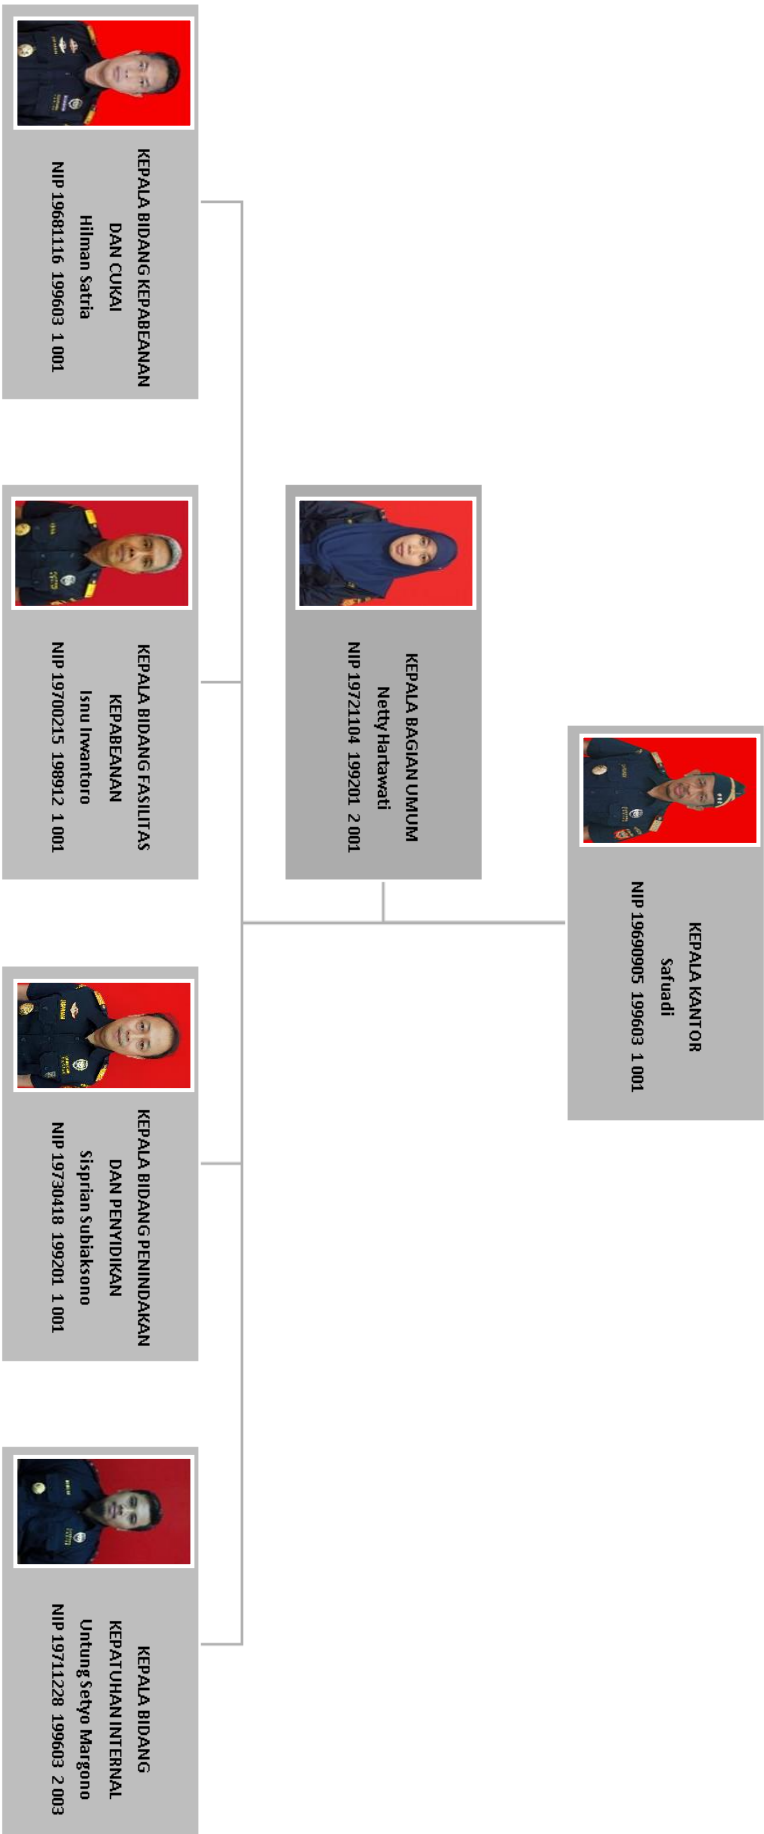 KEPALA KANTOR
Safuadi
NIP 19690905 199603 1 001
KEPALA BAGIAN UMUM
Netty Hartawati
NIP 19721104 199201 2 001
KEPALA BIDANG KEPABEANAN
DAN CUKAI
Hilman Satria
NIP 19681116 199603 1 001
KEPALA BIDANG FASILITAS
KEPABEANAN
Isnu Irwantoro
NIP 19700215 198912 1 001
KEPALA BIDANG PENINDAKAN
DAN PENYIDIKAN
Sisprian Subiaksono
NIP 19730418 199201 1 001
KEPALA BIDANG
KEPATUHAN INTERNAL
Untung Setyo Margono
NIP 19711228 199603 2 003